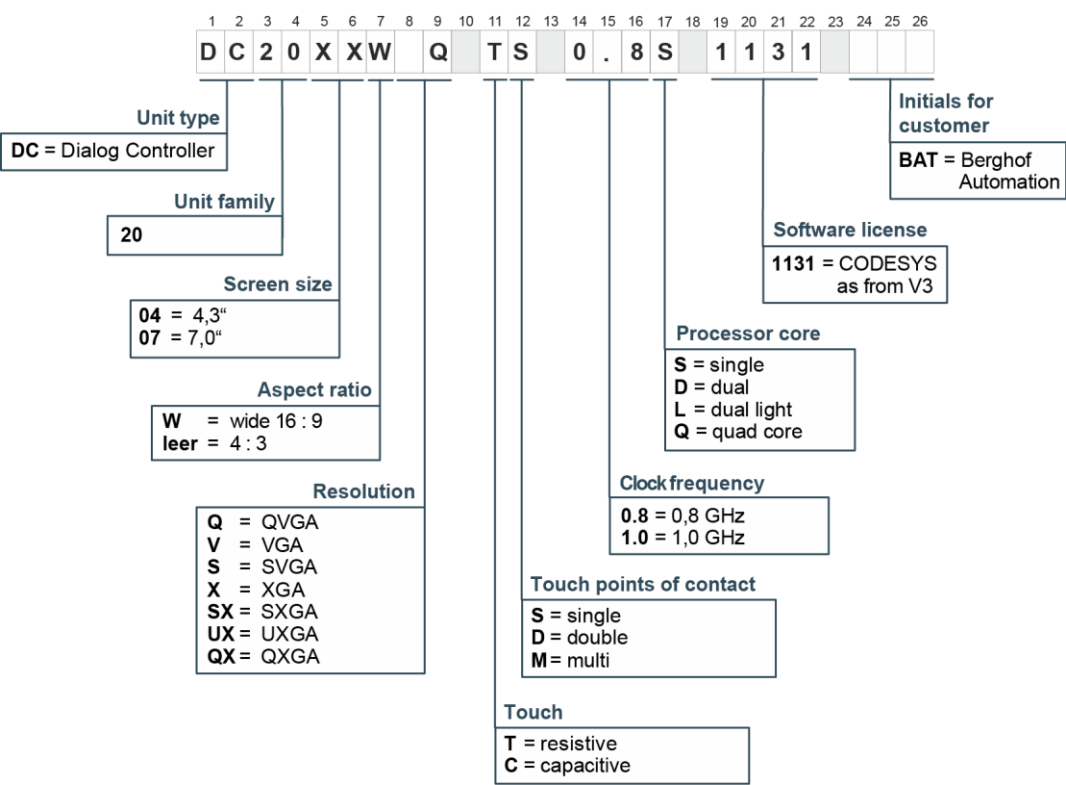 1 2 3 4 5 6 7 8 9 10 11 12 13 14 15 16 17 18 19 20 21 22 23 24 25 26
D C 2 0 X X W Q T S 0 . 8 S 1 1 3 1
Unit type
DC = Dialog Controller
Unit family
20
Screen size
04 = 4,3“
07 = 7,0“
Aspect ratio
W = wide 16 : 9
leer = 4 : 3
Resolution
Q = QVGA
V = VGA
S = SVGA
X = XGA
SX = SXGA
UX = UXGA
QX = QXGA
Touch
T = resistive
C = capacitive
Touch points of contact
S = single
D = double
M = multi
Clock frequency
0.8 = 0,8 GHz
1.0 = 1,0 GHz
Processor core
S = single
D = dual
L = dual light
Q = quad core
Software license
1131 = CODESYS
as from V3
Initials for
customer
BAT = Berghof
Automation